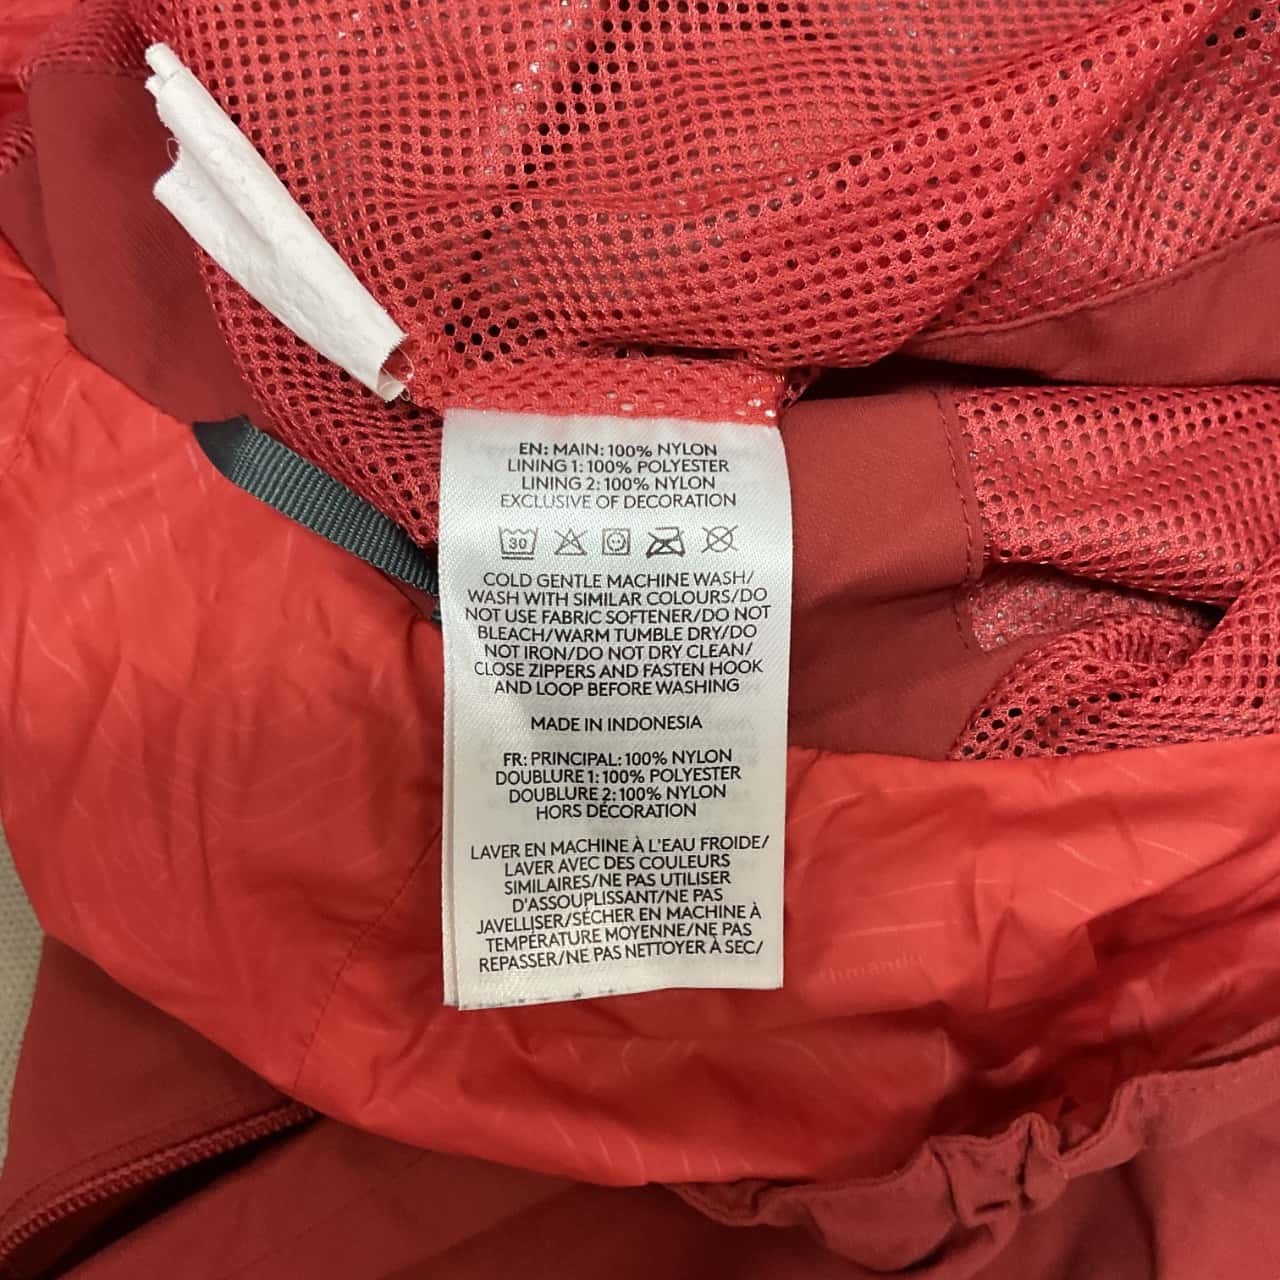 EN: MAIN: 100% NYLON
LINING 1: 100% POLYESTER
LINING 2: 100% NYLON
EXCLUSIVE OF DECORATION
30
COLD GENTLE MACHINE WASH/
WASH WITH SIMILAR COLOURS/DO
NOT USE FABRIC SOFTENER/DO NOT
BLEACH/WARM TUMBLE DRY/DO
NOT IRON/DO NOT DRY CLEAN/
CLOSE ZIPPERS AND FASTEN HOOK
AND LOOP BEFORE WASHING
MADE IN INDONESIA
FR: PRINCIPAL: 100% NYLON
DOUBLURE 1: 100% POLYESTER
DOUBLURE 2: 100% NYLON
HORS DÉCORATION
LAVER EN MACHINE À L'EAU FROIDE/
LAVER AVEC DES COULEURS
SIMILAIRES/NE PAS UTILISER
D'ASSOUPLISSANT/NE PAS
JAVELLISER/SÉCHER EN MACHINE À
TEMPÉRATURE MOYENNE/NE PAS
REPASSER/NE PAS NETTOYER À SEC/